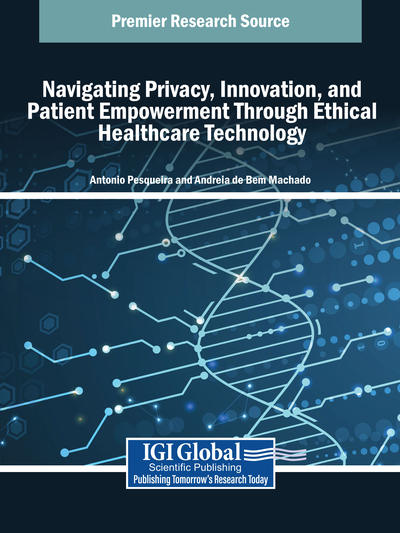 Premier Research Source
Navigating Privacy, Innovation, and
Patient Empowerment Through Ethical
Healthcare Technology
Antonio Pesqueira and Andreia de Bem Machado
IGI Global
Scientific Publishing
Publishing Tomorrow's Research Today